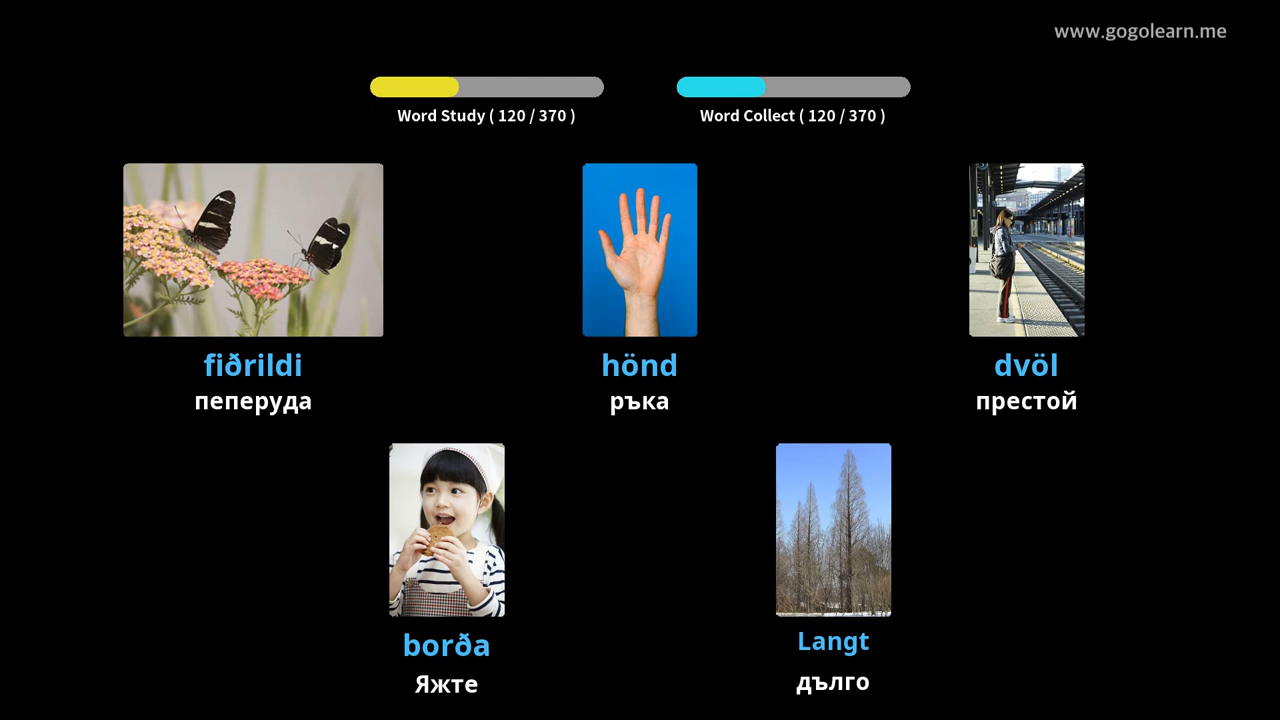 www.gogolearn.me
Word Study ( 120 / 370 )
Word Collect ( 120 / 370 )
fiðrildi
hönd
dvöl
пеперуда
ръка
престой
borða
Langt
Яжте
дълго